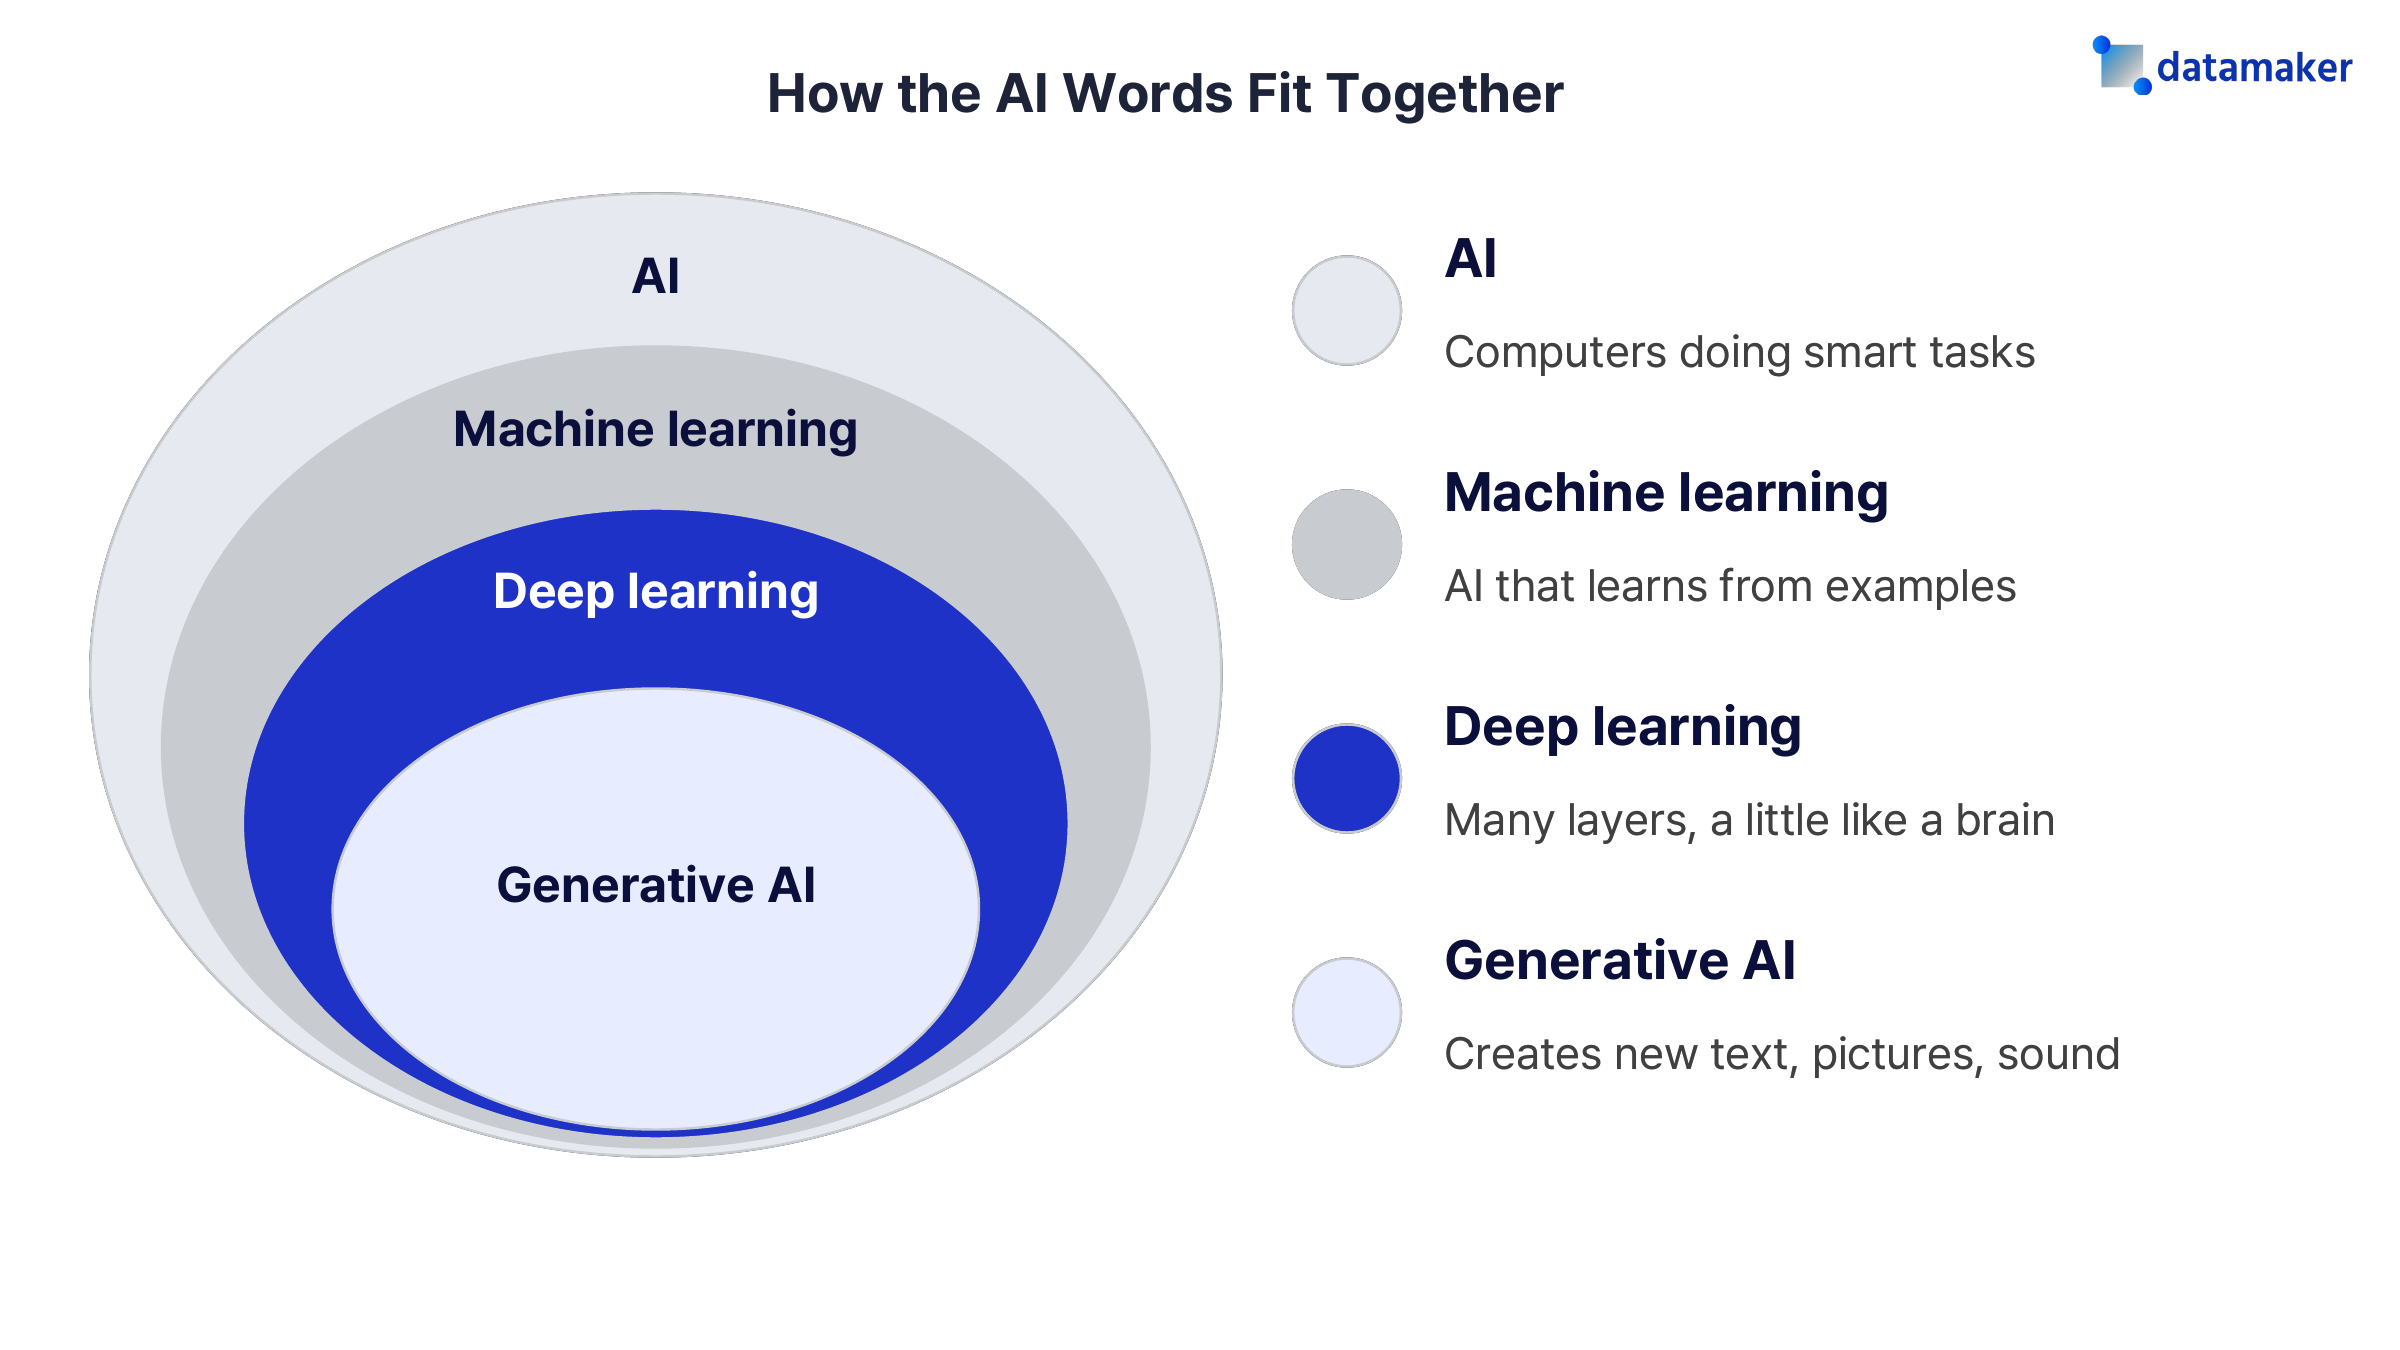 How the AI Words Fit Together
datamaker
AI
Machine learning
Deep learning
Generative AI
AI
Computers doing smart tasks
Machine learning
AI that learns from examples
Deep learning
Many layers, a little like a brain
Generative AI
Creates new text, pictures, sound